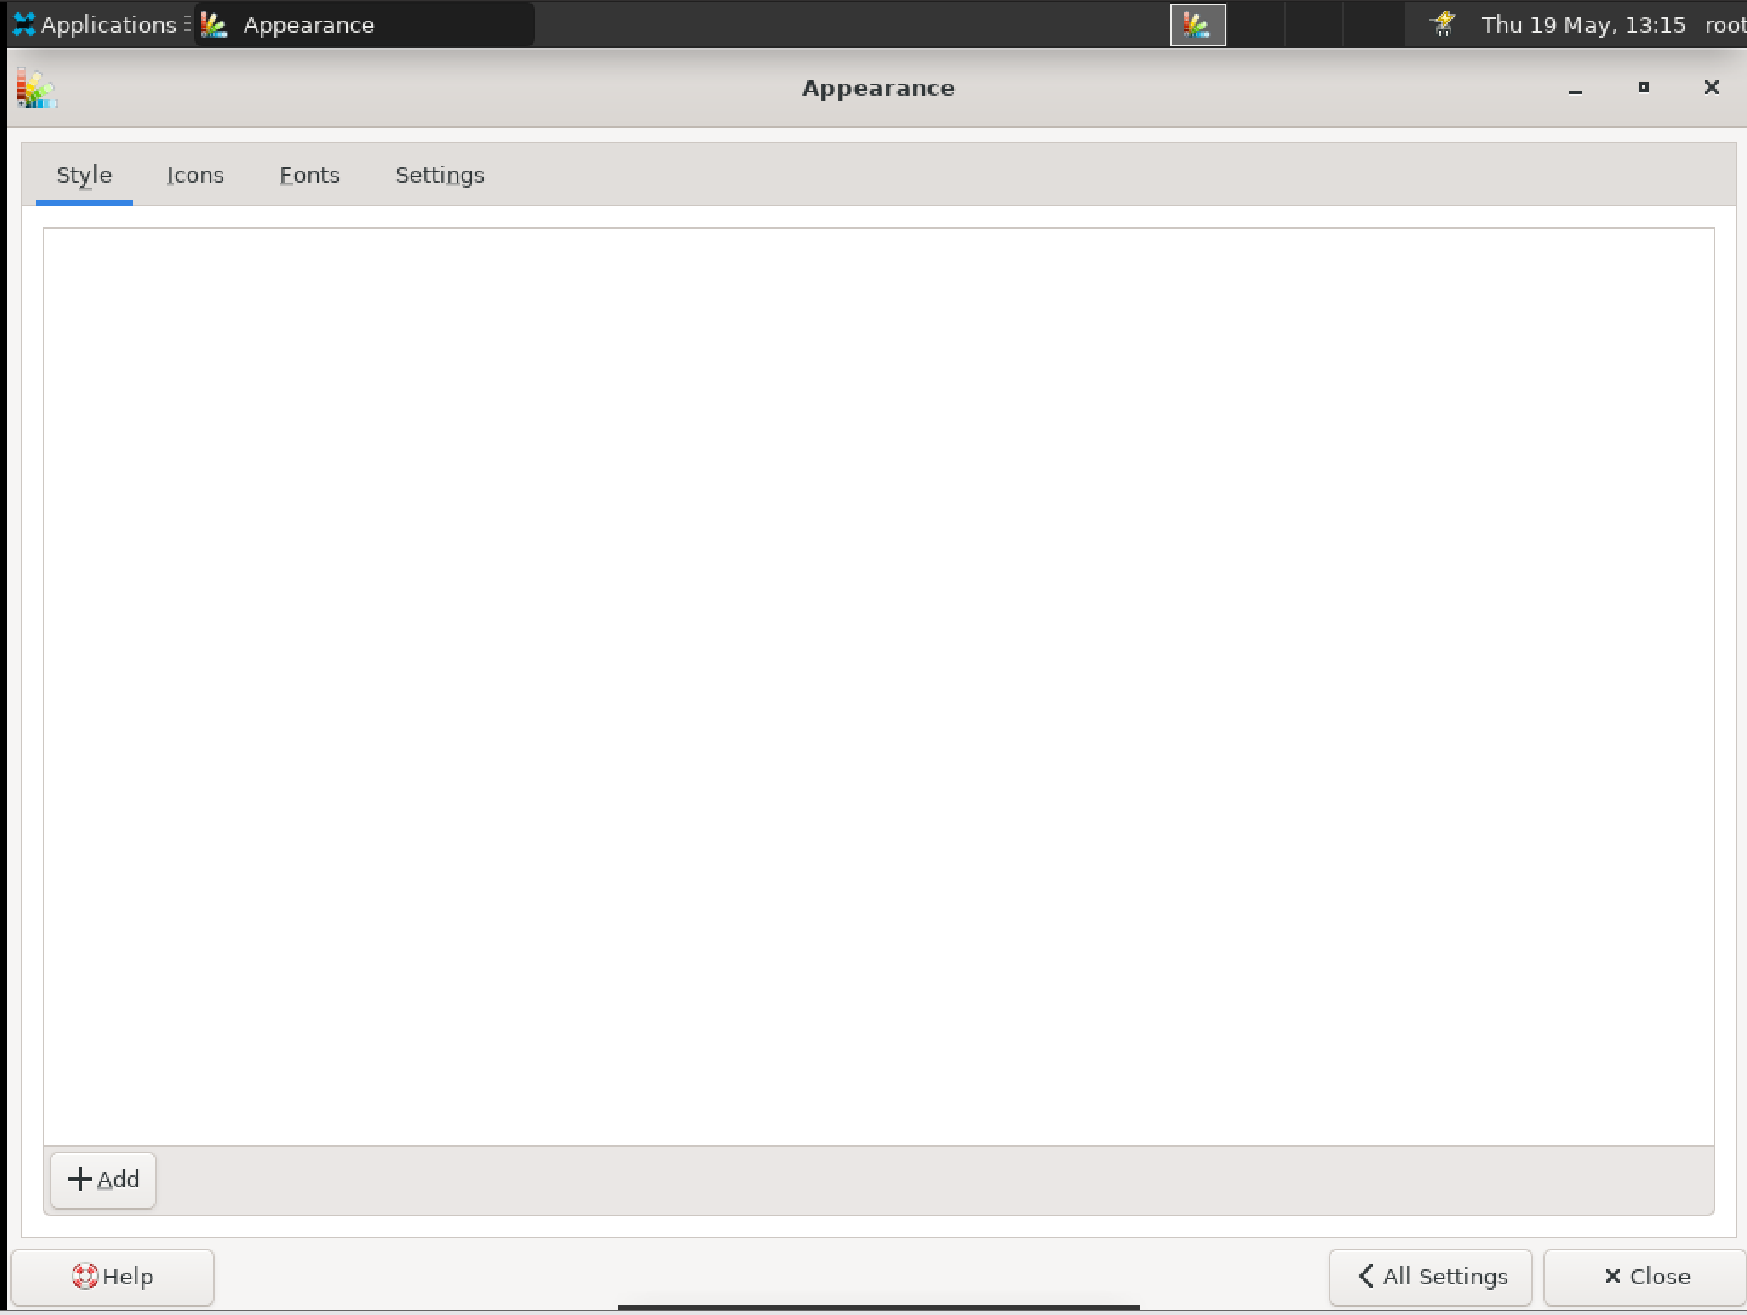 Applications Appearance Thu 19 May, 13:15 root
Appearance
Style Icons Fonts Settings
Add
Help All Settings Close